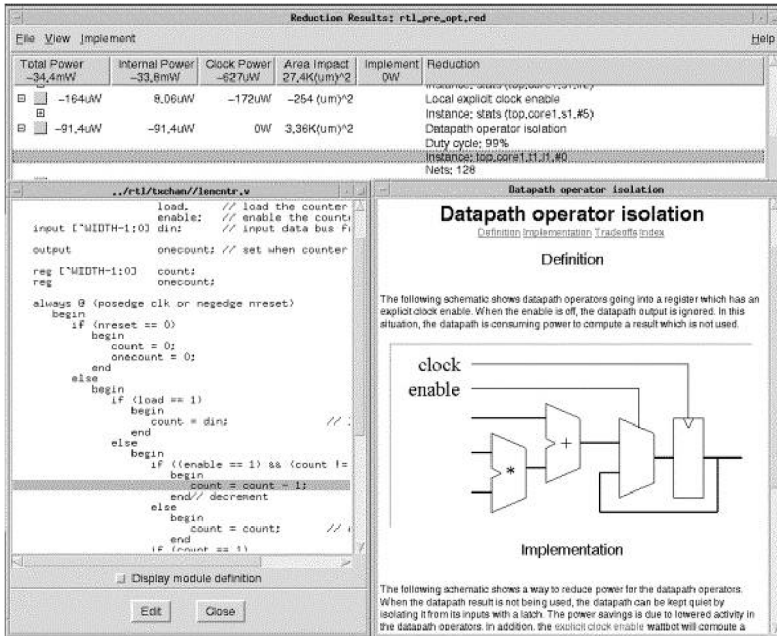 Reduction Results: rtl_pre_opt.red
File View Implement Help
Total Power Internal Power Clock Power Area Impact Implement Reduction
-34.4mW -33.8mW -627uW 27.4K(um)^2 0W
Instance: stats (top.core1.s1.#6)
-164uW 8.06uW -172uW -254 (um)^2 Local explicit clock enable
Instance: stats (top.core1.s1.#5)
-91.4uW -91.4uW 0W 3.36K(um)^2 Datapath operator isolation
Duty cycle: 99%
Instance: top.core1.t1.l1.#0
Nets: 128
../rtl/txchan//lencntr.v
load, // load the counter
enable; // enable the counte
input [`WIDTH-1:0] din; // input data bus f
output onecount; // set when counter
reg [`WIDTH-1:0] count;
reg onecount;
always @ (posedge clk or negedge nreset)
begin
if (nreset == 0)
begin
count = 0;
onecount = 0;
end
else
begin
if (load == 1)
begin
count = din; //
end
else
begin
if ((enable == 1) && (count !=
begin
count = count - 1;
end// decrement
else
begin
count = count; //
end
if (count == 1)
Display module definition
Edit Close
Datapath operator isolation
Datapath operator isolation
Definition Implementation Tradeoffs Index
Definition
The following schematic shows datapath operators going into a register which has an
explicit clock enable. When the enable is off, the datapath output is ignored. In this
situation, the datapath is consuming power to compute a result which is not used.
clock
enable
+
*
Implementation
The following schematic shows a way to reduce power for the datapath operators.
When the datapath result is not being used, the datapath can be kept quiet by
isolating it from its inputs with a latch. The power savings is due to lowered activity in
the datapath operators. In addition, the explicit clock enable wattbot will compute a